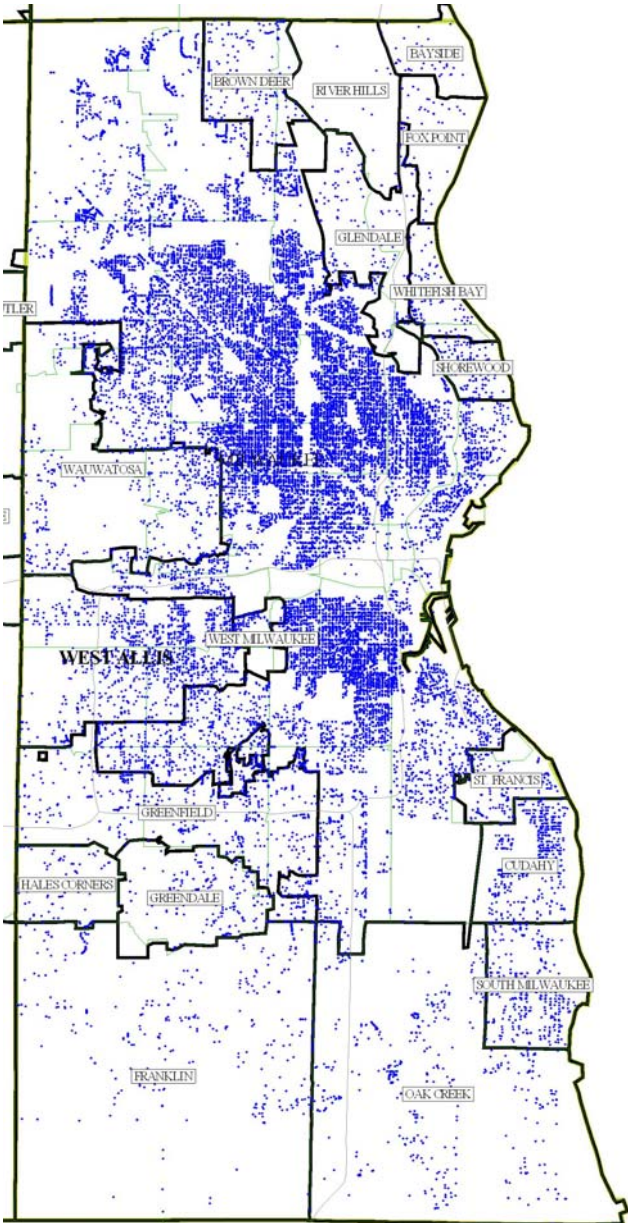 BAYSIDE
BROWN DEER
RIVER HILLS
FOX POINT
GLENDALE
WHITEFISH BAY
TLER
SHOREWOOD
WAUWATOSA
WEST MILWAUKEE
WEST ALLIS
ST. FRANCIS
GREENFIELD
CUDAHY
HALES CORNERS
GREENDALE
SOUTH MILWAUKEE
FRANKLIN
OAK CREEK